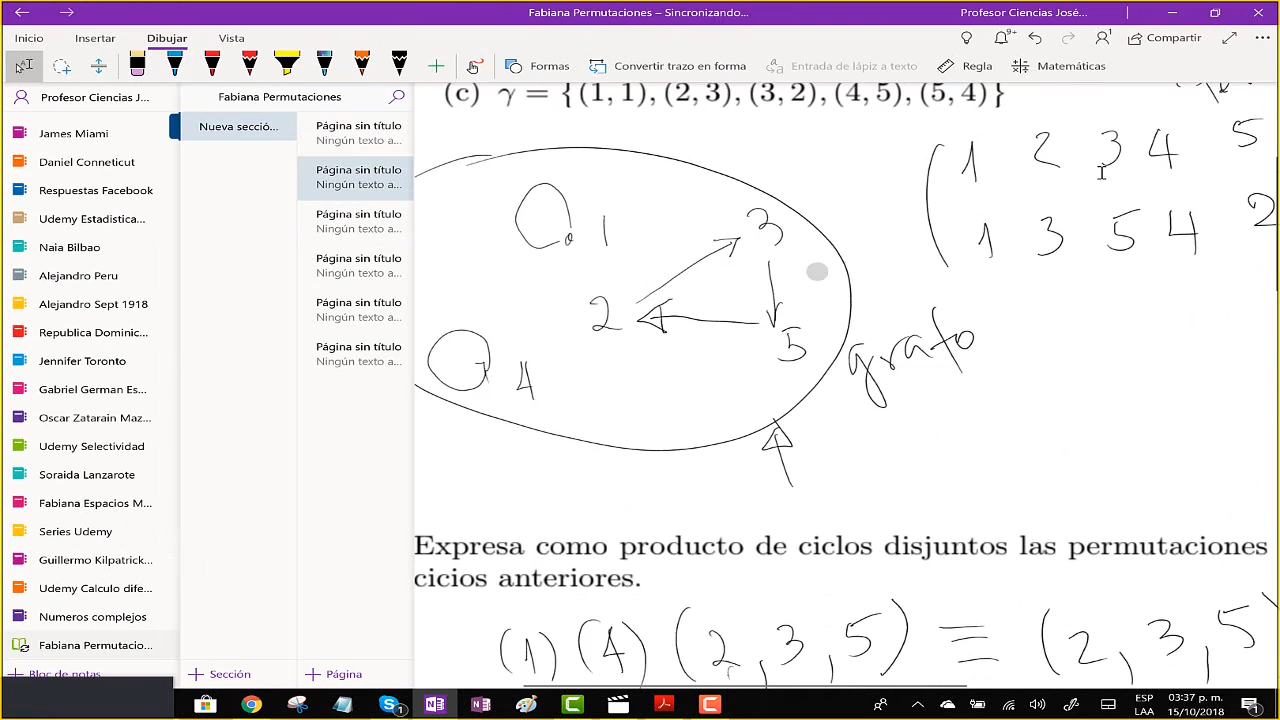 Fabiana Permutaciones – Sincronizando...
Profesor Ciencias José...
Inicio
Insertar
Dibujar
Vista
9+
Compartir
Formas
Convertir trazo en forma
Entrada de lápiz a texto
Regla
Matemáticas
Profesor Ciencias J...
James Miami
Daniel Conneticut
Respuestas Facebook
Udemy Estadistica...
Naia Bilbao
Alejandro Peru
Alejandro Sept 1918
Republica Dominic...
Jennifer Toronto
Gabriel German Es...
Oscar Zatarain Maz...
Udemy Selectividad
Soraida Lanzarote
Fabiana Espacios M...
Series Udemy
Guillermo Kilpatrick...
Udemy Calculo dife...
Numeros complejos
Fabiana Permutacio...
Bloc de notas
Fabiana Permutaciones
Nueva secció...
Sección
Página sin título
Ningún texto a...
Página sin título
Ningún texto a...
Página sin título
Ningún texto a...
Página sin título
Ningún texto a...
Página sin título
Ningún texto a...
Página sin título
Ningún texto a...
Página
(c) γ = {(1, 1), (2, 3), (3, 2), (4, 5), (5, 4)}
( 1 2 3 4 5
1 3 5 4 2
1
3
2
5
4
grafo
Expresa como producto de ciclos disjuntos las permutaciones
cicios anteriores.
(1) (4) (2, 3, 5) = (2, 3, 5)
ESP
LAA
03:37 p. m.
15/10/2018